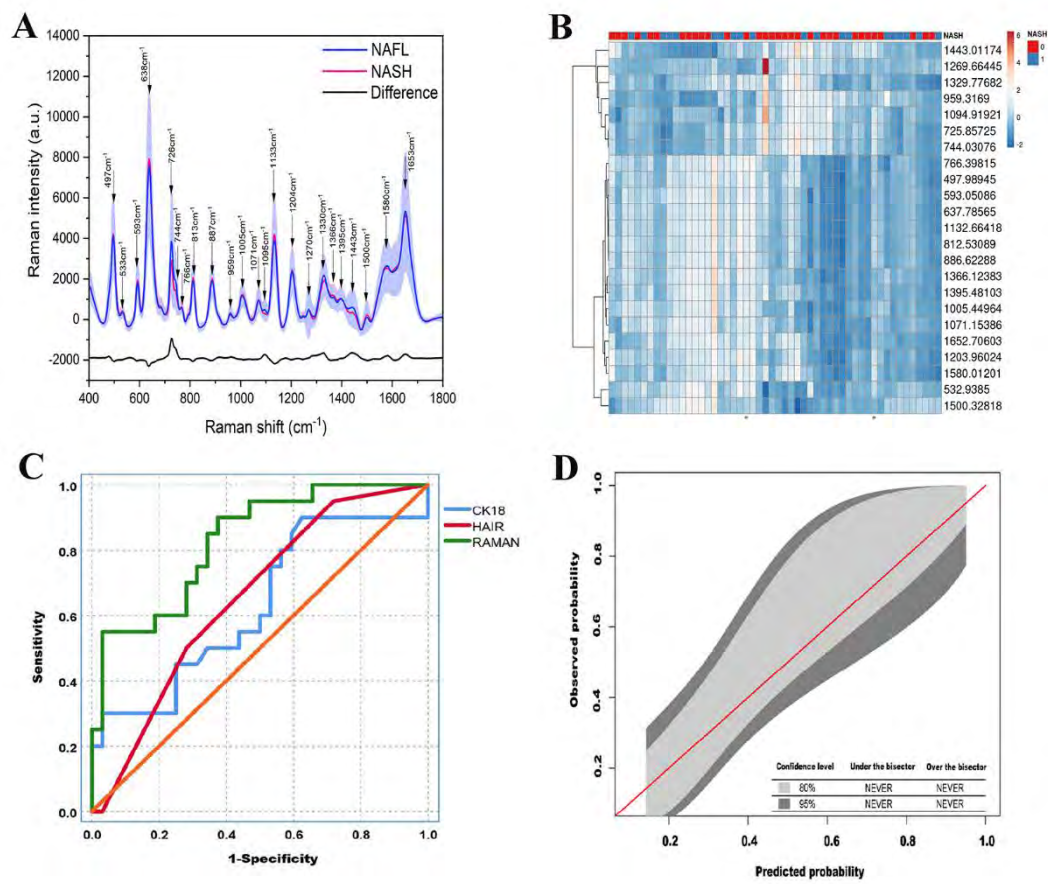 A
NAFL
NASH
Difference
497cm⁻¹
533cm⁻¹
593cm⁻¹
638cm⁻¹
726cm⁻¹
744cm⁻¹
766cm⁻¹
813cm⁻¹
887cm⁻¹
959cm⁻¹
1005cm⁻¹
1071cm⁻¹
1095cm⁻¹
1133cm⁻¹
1204cm⁻¹
1270cm⁻¹
1330cm⁻¹
1366cm⁻¹
1395cm⁻¹
1443cm⁻¹
1500cm⁻¹
1580cm⁻¹
1653cm⁻¹
14000
12000
10000
8000
6000
4000
2000
0
-2000
Raman intensity (a.u.)
400 600 800 1000 1200 1400 1600 1800
Raman shift (cm⁻¹)
B
NASH
1443.01174
1269.66445
1329.77682
959.3169
1094.91921
725.85725
744.03076
766.39815
497.98945
593.05086
637.78565
1132.66418
812.53089
886.62288
1366.12383
1395.48103
1005.44964
1071.15386
1652.70603
1203.96024
1580.01201
532.9385
1500.32818
6
4
2
0
-2
NASH
0
1
C
CK18
HAIR
RAMAN
1.0
0.8
0.6
0.4
0.2
0.0
Sensitivity
0.0 0.2 0.4 0.6 0.8 1.0
1-Specificity
D
1.0
0.8
0.6
0.4
0.2
Observed probability
Confidence level Under the bisector Over the bisector
80% NEVER NEVER
95% NEVER NEVER
0.2 0.4 0.6 0.8 1.0
Predicted probability